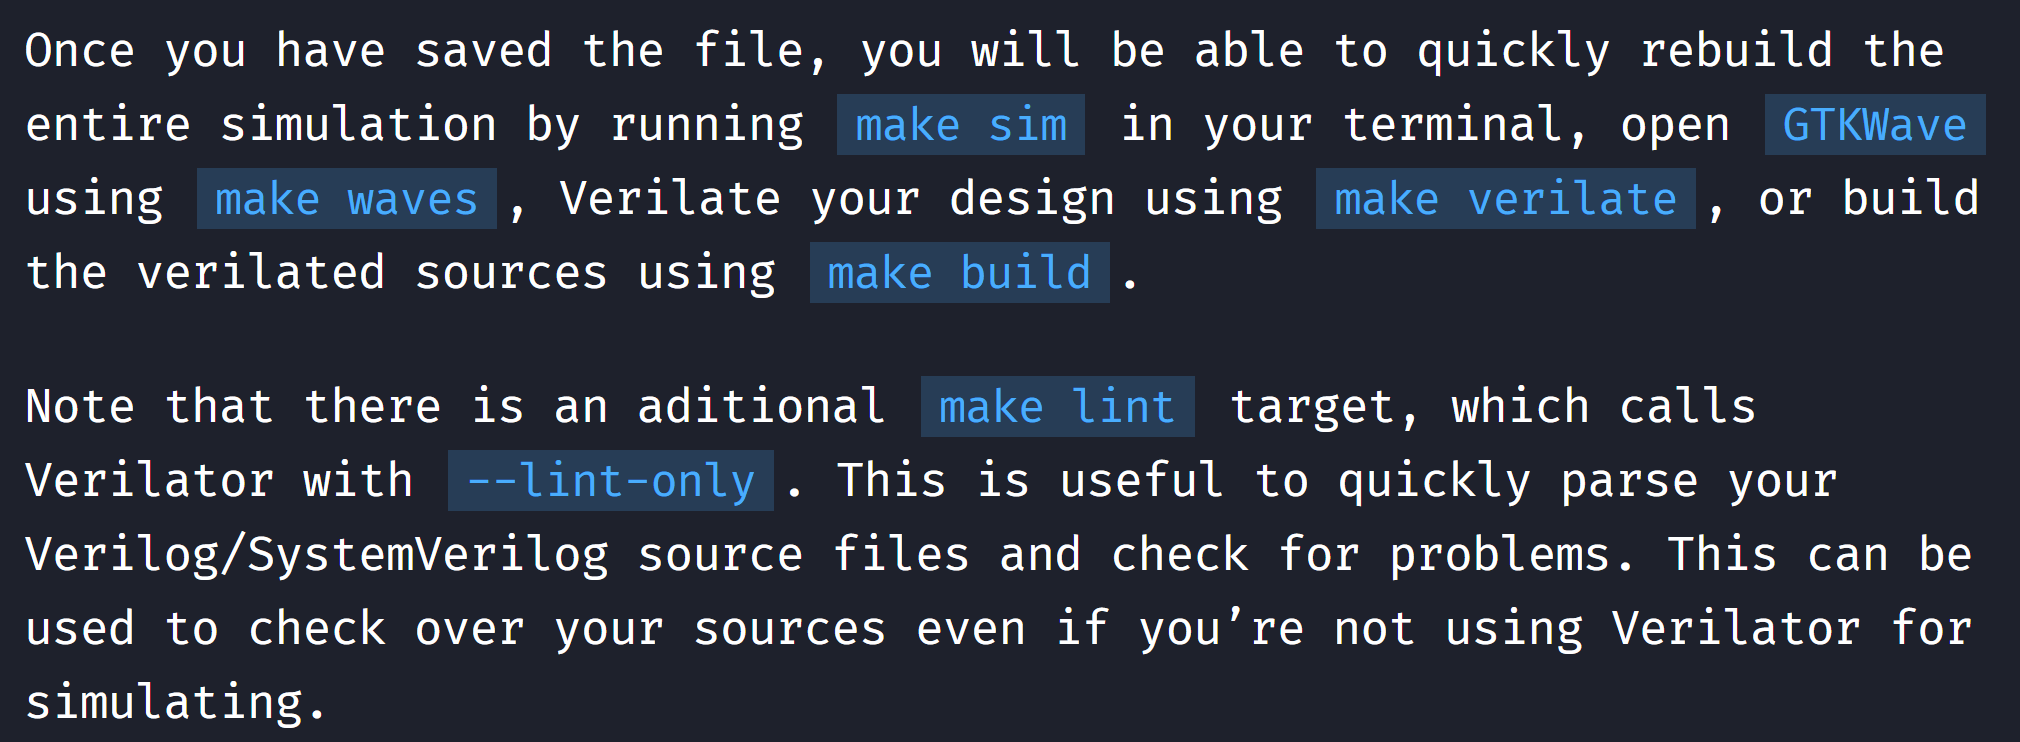 Once you have saved the file, you will be able to quickly rebuild the
entire simulation by running make sim in your terminal, open GTKWave
using make waves, Verilate your design using make verilate, or build
the verilated sources using make build.
Note that there is an aditional make lint target, which calls
Verilator with --lint-only. This is useful to quickly parse your
Verilog/SystemVerilog source files and check for problems. This can be
used to check over your sources even if you’re not using Verilator for
simulating.